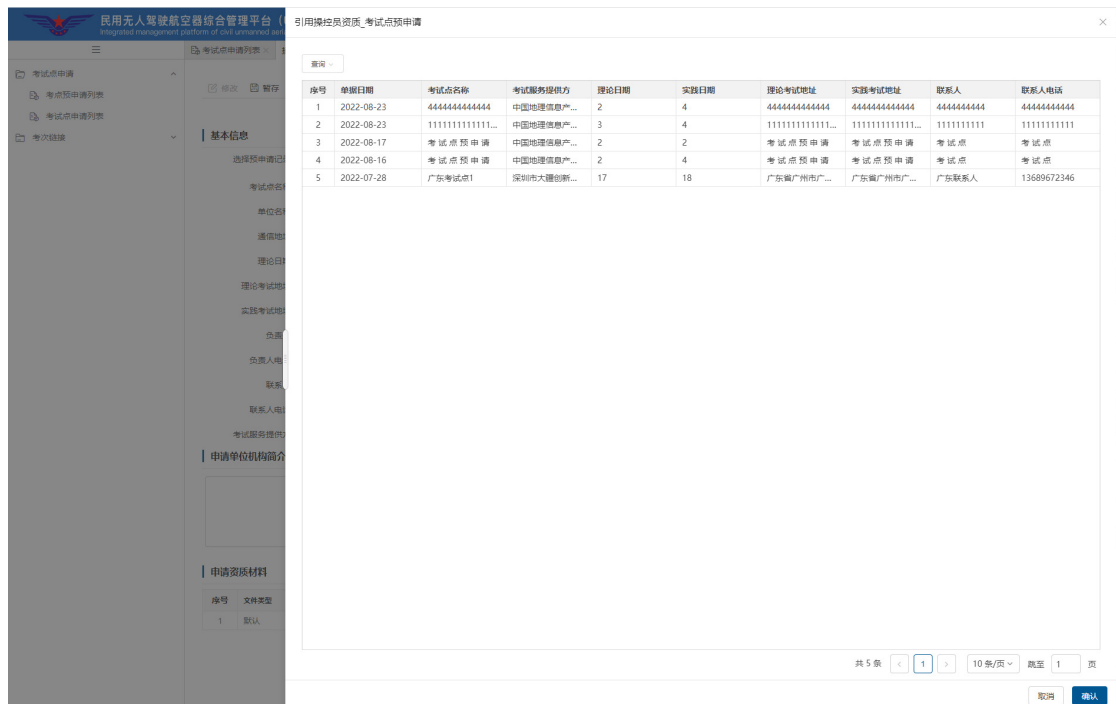 民用无人驾驶航空器综合管理平台（
Integrated management platform of civil unmanned aeri
考试点申请列表 ×
考试点申请
考点预申请列表
考试点申请列表
考次链接
修改 暂存
基本信息
选择预申请记
考试点名
单位名
通信地
理论日
理论考试地
实践考试地
负责
负责人电
联系
联系人电
考试服务提供
申请单位机构简介
申请资质材料
序号 文件类型
1 默认
引用操控员资质_考试点预申请 ×
查询
序号 单据日期 考试点名称 考试服务提供方 理论日期 实践日期 理论考试地址 实践考试地址 联系人 联系人电话
1 2022-08-23 4444444444444 中国地理信息产... 2 4 4444444444444 4444444444444 4444444444 44444444444
2 2022-08-23 1111111111111... 中国地理信息产... 3 4 1111111111111... 1111111111111... 1111111111 11111111111
3 2022-08-17 考试点预申请 中国地理信息产... 2 2 考试点预申请 考试点预申请 考试点 考试点
4 2022-08-16 考试点预申请 中国地理信息产... 2 4 考试点预申请 考试点预申请 考试点 考试点
5 2022-07-28 广东考试点1 深圳市大疆创新... 17 18 广东省广州市广... 广东省广州市广... 广东联系人 13689672346
共 5 条 < 1 > 10 条/页 跳至 1 页
取消 确认